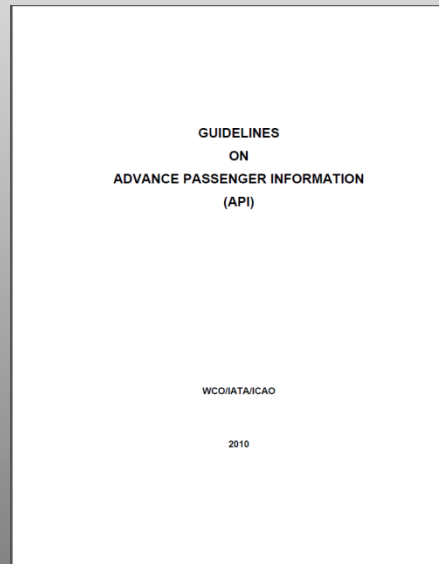 GUIDELINES
ON
ADVANCE PASSENGER INFORMATION
(API)
WCO/IATA/ICAO
2010